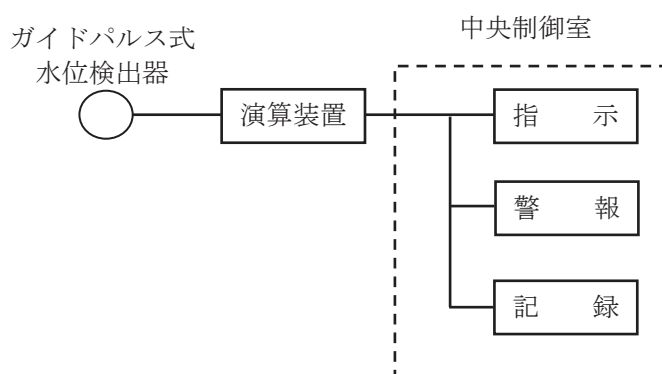 中央制御室
ガイドパルス式
水位検出器
演算装置
指　　示
警　　報
記　　録